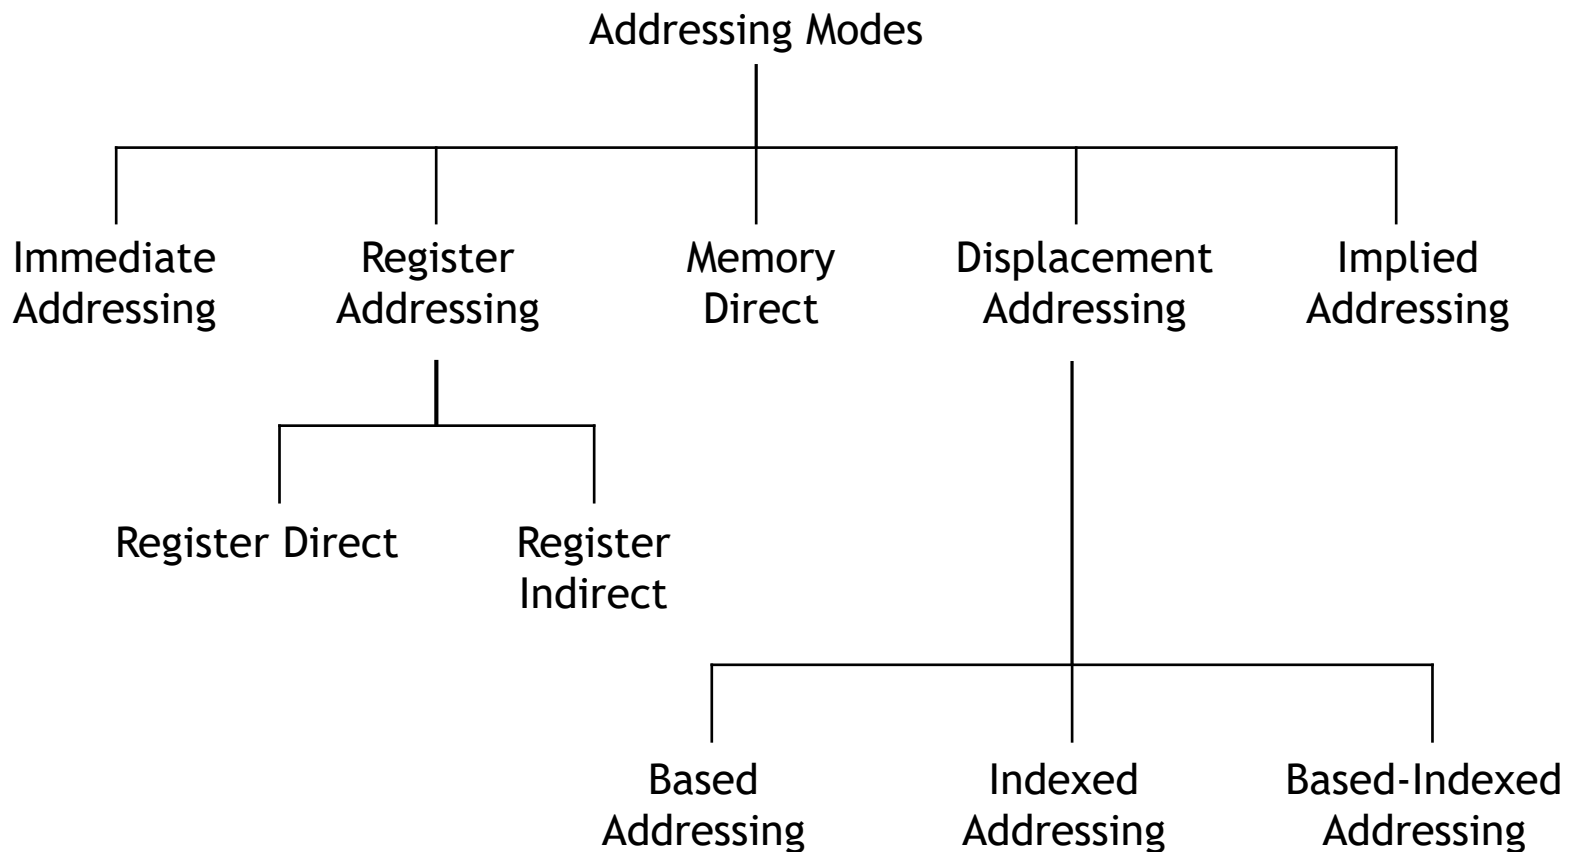 Addressing Modes
Immediate
Addressing
Register
Addressing
Memory
Direct
Displacement
Addressing
Implied
Addressing
Register Direct
Register
Indirect
Based
Addressing
Indexed
Addressing
Based-Indexed
Addressing